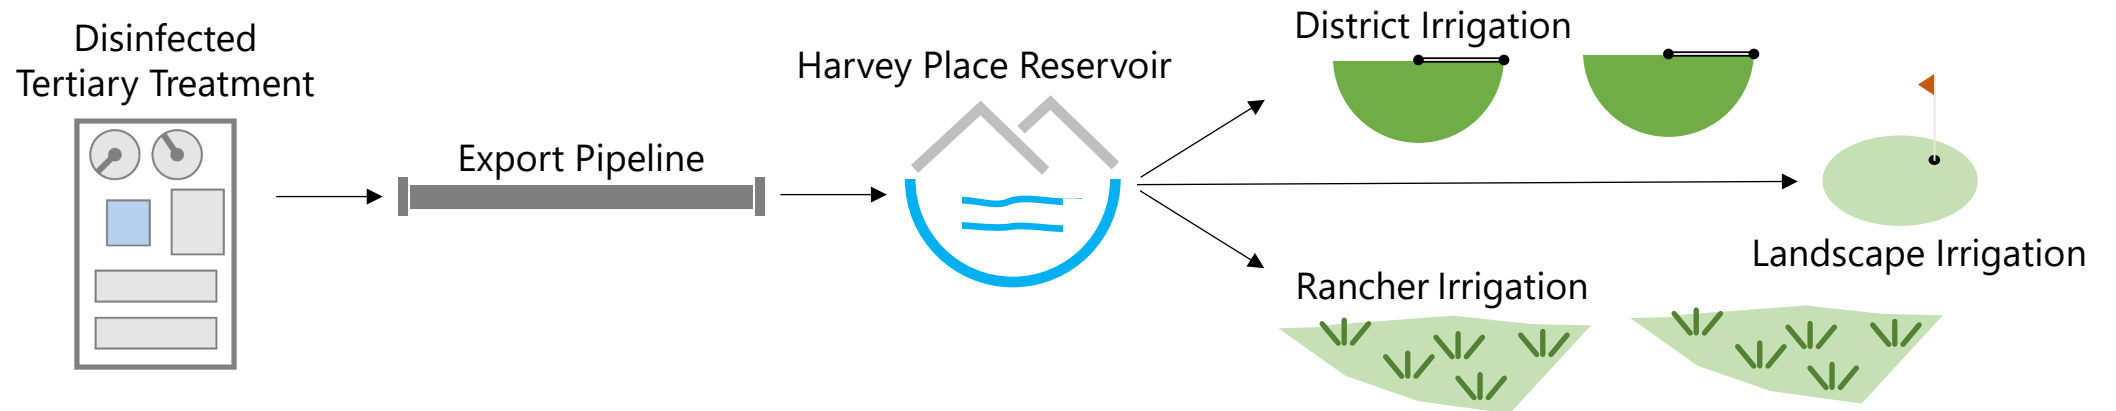 Disinfected
Tertiary Treatment
Export Pipeline
Harvey Place Reservoir
District Irrigation
Landscape Irrigation
Rancher Irrigation